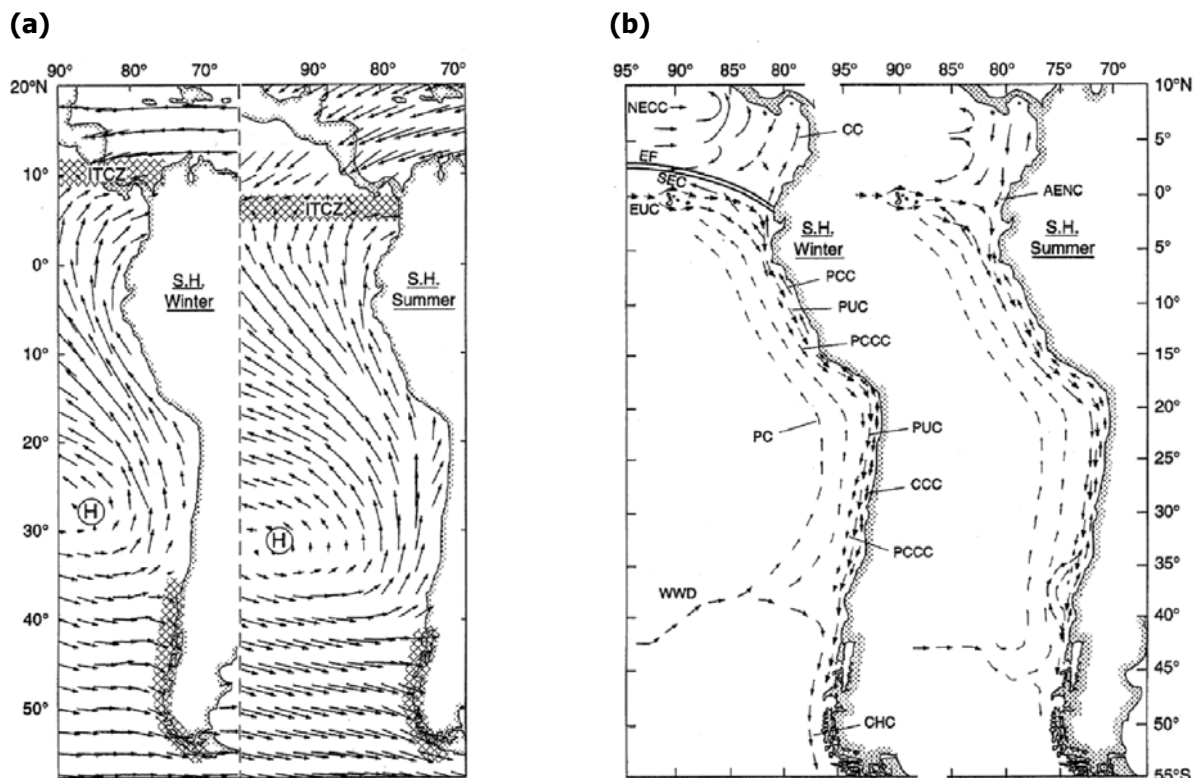 (a)
90° 80° 70° 90° 80° 70°
20°N
10°
0°
10°
20°
30°
40°
50°
ITCZ
ITCZ
S.H.
Winter
S.H.
Summer
H
H
(b)
95° 90° 85° 80° 95° 85° 80° 75° 70°
10°N
5°
0°
5°
10°
15°
20°
25°
30°
35°
40°
45°
50°
55°S
NECC
CC
EF
SEC
EUC
AENC
S.H.
Winter
S.H.
Summer
PCC
PUC
PCCC
PC
PUC
CCC
PCCC
WWD
CHC